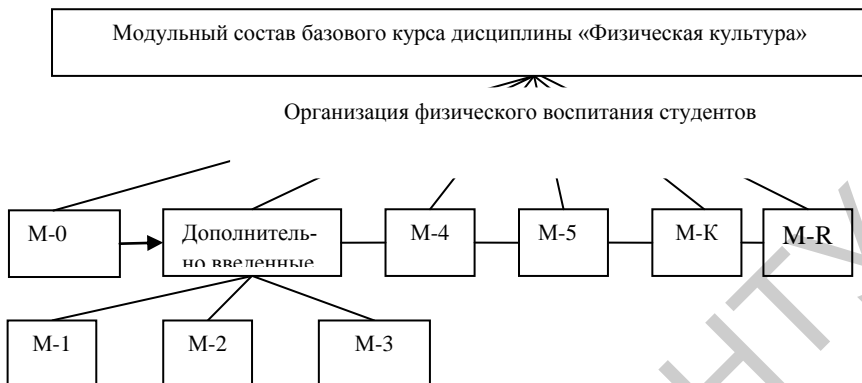 Модульный состав базового курса дисциплины «Физическая культура»
Организация физического воспитания студентов
М-0
Дополнитель-
но введенные
М-4
М-5
М-К
М-R
М-1
М-2
М-3
НТУ